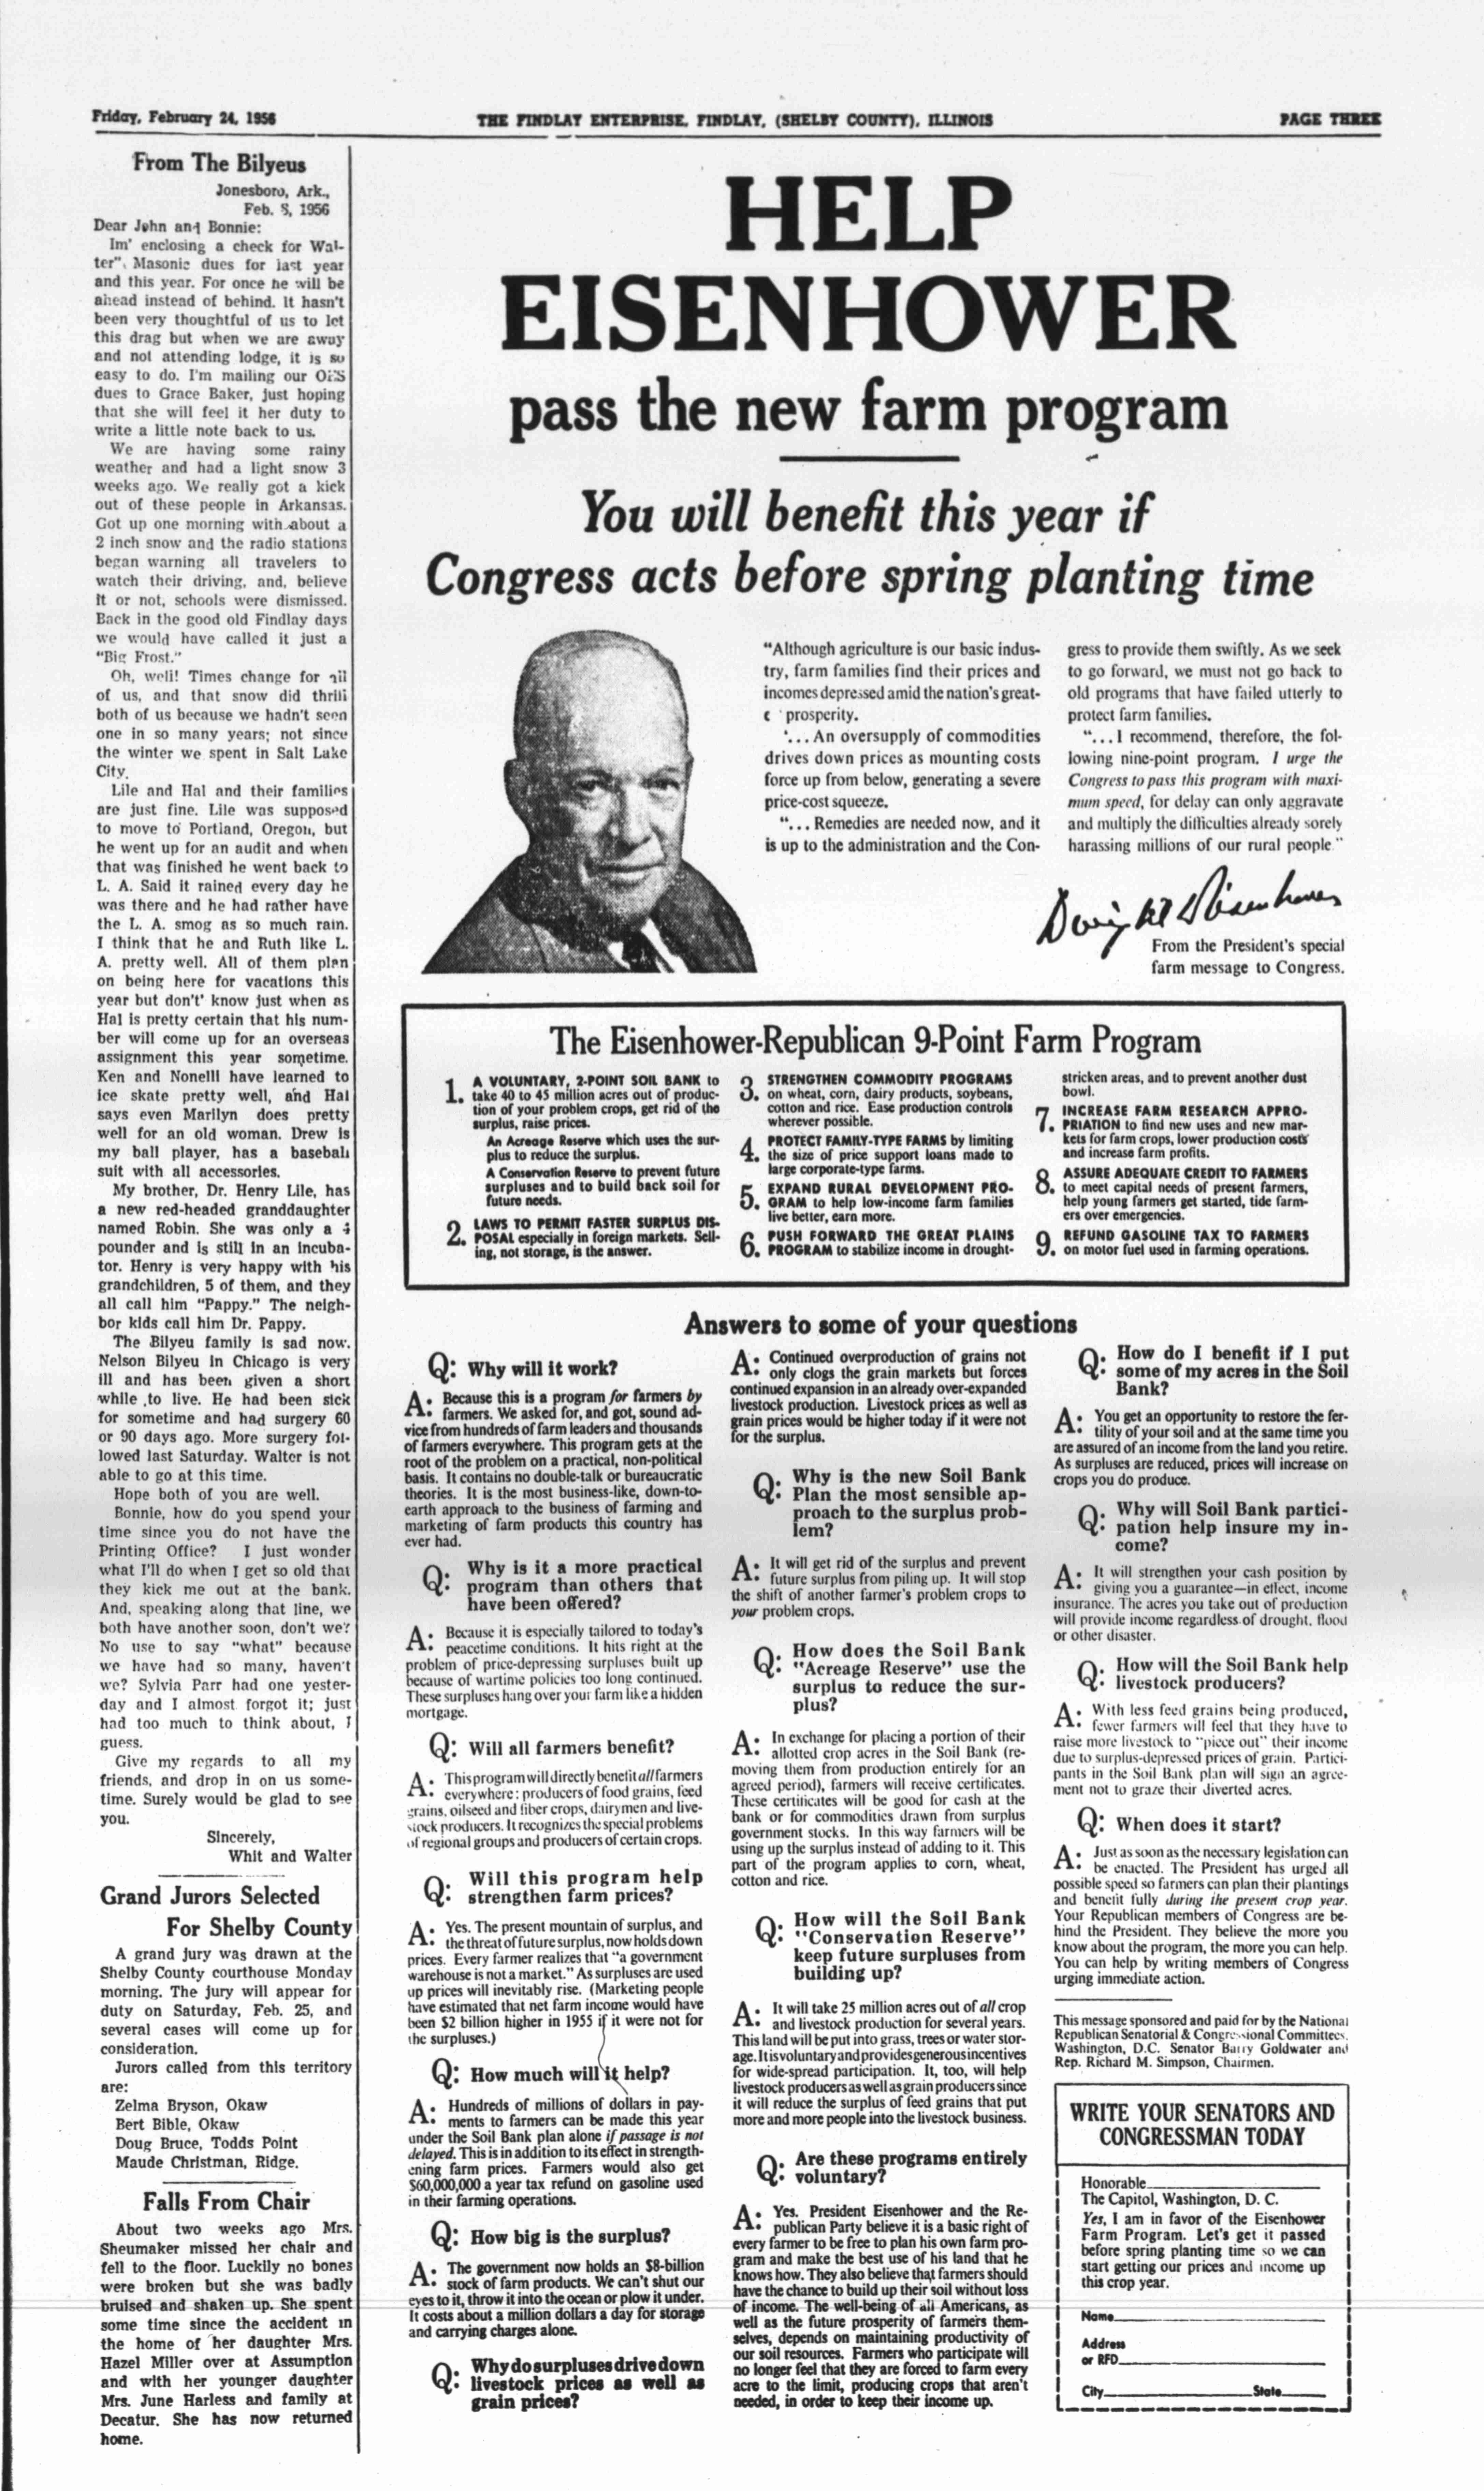 Friday, February 24, 1956
THE FINDLAY ENTERPRISE, FINDLAY, (SHELBY COUNTY), ILLINOIS
PAGE THREE
From The Bilyeus
Jonesboro, Ark.,
Feb. 8, 1956
Dear John and Bonnie:
Im' enclosing a check for Wal-
ter", Masonic dues for last year
and this year. For once he will be
ahead instead of behind. It hasn't
been very thoughtful of us to let
this drag but when we are away
and not attending lodge, it is so
easy to do. I'm mailing our OES
dues to Grace Baker, just hoping
that she will feel it her duty to
write a little note back to us.
We are having some rainy
weather and had a light snow 3
weeks ago. We really got a kick
out of these people in Arkansas.
Got up one morning with about a
2 inch snow and the radio stations
began warning all travelers to
watch their driving, and, believe
it or not, schools were dismissed.
Back in the good old Findlay days
we would have called it just a
"Big Frost."
Oh, well! Times change for all
of us, and that snow did thrill
both of us because we hadn't seen
one in so many years; not since
the winter we spent in Salt Lake
City.
Lile and Hal and their families
are just fine. Lile was supposed
to move to Portland, Oregon, but
he went up for an audit and when
that was finished he went back to
L. A. Said it rained every day he
was there and he had rather have
the L. A. smog as so much rain.
I think that he and Ruth like L.
A. pretty well. All of them plan
on being here for vacations this
year but don't' know just when as
Hal is pretty certain that his num-
ber will come up for an overseas
assignment this year sometime.
Ken and Nonelll have learned to
ice skate pretty well, and Hal
says even Marilyn does pretty
well for an old woman. Drew is
my ball player, has a baseball
suit with all accessories.
My brother, Dr. Henry Lile, has
a new red-headed granddaughter
named Robin. She was only a 4
pounder and is still in an incuba-
tor. Henry is very happy with his
grandchildren, 5 of them, and they
all call him "Pappy." The neigh-
bor kids call him Dr. Pappy.
The Bilyeu family is sad now.
Nelson Bilyeu in Chicago is very
ill and has been given a short
while to live. He had been sick
for sometime and had surgery 60
or 90 days ago. More surgery fol-
lowed last Saturday. Walter is not
able to go at this time.
Hope both of you are well.
Bonnie, how do you spend your
time since you do not have the
Printing Office? I just wonder
what I'll do when I get so old that
they kick me out at the bank.
And, speaking along that line, we
both have another soon, don't we?
No use to say "what" because
we have had so many, haven't
we? Sylvia Parr had one yester-
day and I almost forgot it; just
had too much to think about, I
guess.
Give my regards to all my
friends, and drop in on us some-
time. Surely would be glad to see
you.
Sincerely,
Whit and Walter
Grand Jurors Selected
For Shelby County
A grand jury was drawn at the
Shelby County courthouse Monday
morning. The jury will appear for
duty on Saturday, Feb. 25, and
several cases will come up for
consideration.
Jurors called from this territory
are:
Zelma Bryson, Okaw
Bert Bible, Okaw
Doug Bruce, Todds Point
Maude Christman, Ridge.
Falls From Chair
About two weeks ago Mrs.
Sheumaker missed her chair and
fell to the floor. Luckily no bones
were broken but she was badly
bruised and shaken up. She spent
some time since the accident in
the home of her daughter Mrs.
Hazel Miller over at Assumption
and with her younger daughter
Mrs. June Harless and family at
Decatur. She has now returned
home.
HELP
EISENHOWER
pass the new farm program
You will benefit this year if
Congress acts before spring planting time
"Although agriculture is our basic indus-
try, farm families find their prices and
incomes depressed amid the nation's great-
prosperity.
"... An oversupply of commodities
drives down prices as mounting costs
force up from below, generating a severe
price-cost squeeze.
"... Remedies are needed now, and it
is up to the administration and the Con-
gress to provide them swiftly. As we seek
to go forward, we must not go back to
old programs that have failed utterly to
protect farm families.
"... I recommend, therefore, the fol-
lowing nine-point program. I urge the
Congress to pass this program with maxi-
mum speed, for delay can only aggravate
and multiply the difficulties already sorely
harassing millions of our rural people."
Dwight D Eisenhower
From the President's special
farm message to Congress.
The Eisenhower-Republican 9-Point Farm Program
1. A VOLUNTARY, 2-POINT SOIL BANK to
take 40 to 45 million acres out of produc-
tion of your problem crops, get rid of the
surplus, raise prices.
An Acreage Reserve which uses the sur-
plus to reduce the surplus.
A Conservation Reserve to prevent future
surpluses and to build back soil for
future needs.
2. LAWS TO PERMIT FASTER SURPLUS DIS-
POSAL especially in foreign markets. Sell-
ing, not storage, is the answer.
3. STRENGTHEN COMMODITY PROGRAMS
on wheat, corn, dairy products, soybeans,
cotton and rice. Ease production controls
wherever possible.
4. PROTECT FAMILY-TYPE FARMS by limiting
the size of price support loans made to
large corporate-type farms.
5. EXPAND RURAL DEVELOPMENT PRO-
GRAM to help low-income farm families
live better, earn more.
6. PUSH FORWARD THE GREAT PLAINS
PROGRAM to stabilize income in drought-
stricken areas, and to prevent another dust
bowl.
7. INCREASE FARM RESEARCH APPRO-
PRIATION to find new uses and new mar-
kets for farm crops, lower production costs
and increase farm profits.
8. ASSURE ADEQUATE CREDIT TO FARMERS
to meet capital needs of present farmers,
help young farmers get started, tide farm-
ers over emergencies.
9. REFUND GASOLINE TAX TO FARMERS
on motor fuel used in farming operations.
Answers to some of your questions
Q: Why will it work?
A: Because this is a program for farmers by
farmers. We asked for, and got, sound ad-
vice from hundreds of farm leaders and thousands
of farmers everywhere. This program gets at the
root of the problem on a practical, non-political
basis. It contains no double-talk or bureaucratic
theories. It is the most business-like, down-to-
earth approach to the business of farming and
marketing of farm products this country has
ever had.
Q: Why is it a more practical
program than others that
have been offered?
A: Because it is especially tailored to today's
peacetime conditions. It hits right at the
problem of price-depressing surpluses built up
because of wartime policies too long continued.
These surpluses hang over your farm like a hidden
mortgage.
Q: Will all farmers benefit?
A: This program will directly benefit all farmers
everywhere: producers of food grains, feed
grains, oilseed and fiber crops, dairymen and live-
stock producers. It recognizes the special problems
of regional groups and producers of certain crops.
Q: Will this program help
strengthen farm prices?
A: Yes. The present mountain of surplus, and
the threat of future surplus, now holds down
prices. Every farmer realizes that "a government
warehouse is not a market." As surpluses are used
up prices will inevitably rise. (Marketing people
have estimated that net farm income would have
been $2 billion higher in 1955 if it were not for
the surpluses.)
Q: How much will it help?
A: Hundreds of millions of dollars in pay-
ments to farmers can be made this year
under the Soil Bank plan alone if passage is not
delayed. This is in addition to its effect in strength-
ening farm prices. Farmers would also get
$60,000,000 a year tax refund on gasoline used
in their farming operations.
Q: How big is the surplus?
A: The government now holds an $8-billion
stock of farm products. We can't shut our
eyes to it, throw it into the ocean or plow it under.
It costs about a million dollars a day for storage
and carrying charges alone.
Q: Why do surpluses drive down
livestock prices as well as
grain prices?
A: Continued overproduction of grains not
only clogs the grain markets but forces
continued expansion in an already over-expanded
livestock production. Livestock prices as well as
grain prices would be higher today if it were not
for the surplus.
Q: Why is the new Soil Bank
Plan the most sensible ap-
proach to the surplus prob-
lem?
A: It will get rid of the surplus and prevent
future surplus from piling up. It will stop
the shift of another farmer's problem crops to
your problem crops.
Q: How does the Soil Bank
"Acreage Reserve" use the
surplus to reduce the sur-
plus?
A: In exchange for placing a portion of their
allotted crop acres in the Soil Bank (re-
moving them from production entirely for an
agreed period), farmers will receive certificates.
These certificates will be good for cash at the
bank or for commodities drawn from surplus
government stocks. In this way farmers will be
using up the surplus instead of adding to it. This
part of the program applies to corn, wheat,
cotton and rice.
Q: How will the Soil Bank
"Conservation Reserve"
keep future surpluses from
building up?
A: It will take 25 million acres out of all crop
and livestock production for several years.
This land will be put into grass, trees or water stor-
age. It is voluntary and provides generous incentives
for wide-spread participation. It, too, will help
livestock producers as well as grain producers since
it will reduce the surplus of feed grains that put
more and more people into the livestock business.
Q: Are these programs entirely
voluntary?
A: Yes. President Eisenhower and the Re-
publican Party believe it is a basic right of
every farmer to be free to plan his own farm pro-
gram and make the best use of his land that he
knows how. They also believe that farmers should
have the chance to build up their soil without loss
of income. The well-being of all Americans, as
well as the future prosperity of farmers them-
selves, depends on maintaining productivity of
our soil resources. Farmers who participate will
no longer feel that they are forced to farm every
acre to the limit, producing crops that aren't
needed, in order to keep their income up.
Q: How do I benefit if I put
some of my acres in the Soil
Bank?
A: You get an opportunity to restore the fer-
tility of your soil and at the same time you
are assured of an income from the land you retire.
As surpluses are reduced, prices will increase on
crops you do produce.
Q: Why will Soil Bank partici-
pation help insure my in-
come?
A: It will strengthen your cash position by
giving you a guarantee—in effect, income
insurance. The acres you take out of production
will provide income regardless of drought, flood
or other disaster.
Q: How will the Soil Bank help
livestock producers?
A: With less feed grains being produced,
fewer farmers will feel that they have to
raise more livestock to "piece out" their income
due to surplus-depressed prices of grain. Partici-
pants in the Soil Bank plan will sign an agree-
ment not to graze their diverted acres.
Q: When does it start?
A: Just as soon as the necessary legislation can
be enacted. The President has urged all
possible speed so farmers can plan their plantings
and benefit fully during the present crop year.
Your Republican members of Congress are be-
hind the President. They believe the more you
know about the program, the more you can help.
You can help by writing members of Congress
urging immediate action.
This message sponsored and paid for by the National
Republican Senatorial & Congressional Committees,
Washington, D.C. Senator Barry Goldwater and
Rep. Richard M. Simpson, Chairmen.
WRITE YOUR SENATORS AND
CONGRESSMAN TODAY
Honorable
The Capitol, Washington, D. C.
Yes, I am in favor of the Eisenhower
Farm Program. Let's get it passed
before spring planting time so we can
start getting our prices and income up
this crop year.
Name
Address
or RFD
City State